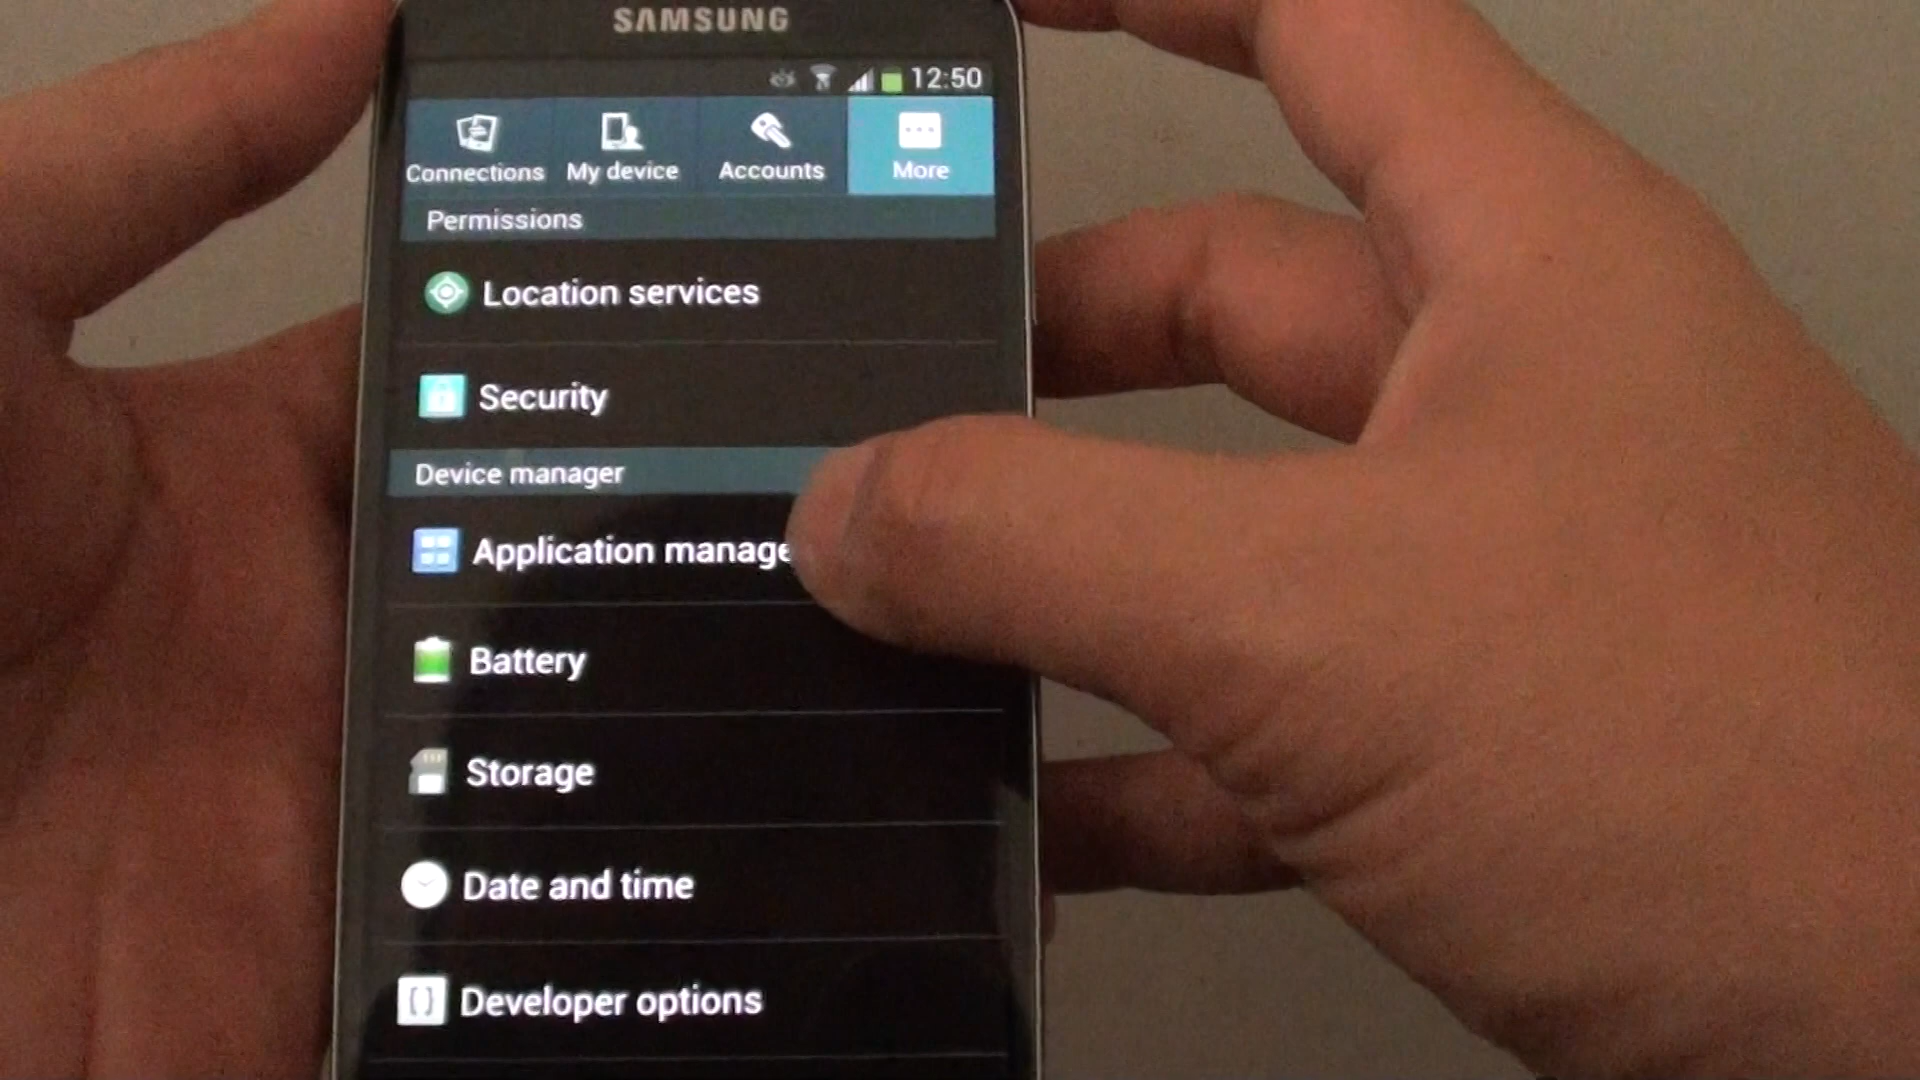 SAMSUNG
12:50
Connections My device Accounts More
Permissions
Location services
Security
Device manager
Application manage
Battery
Storage
Date and time
Developer options